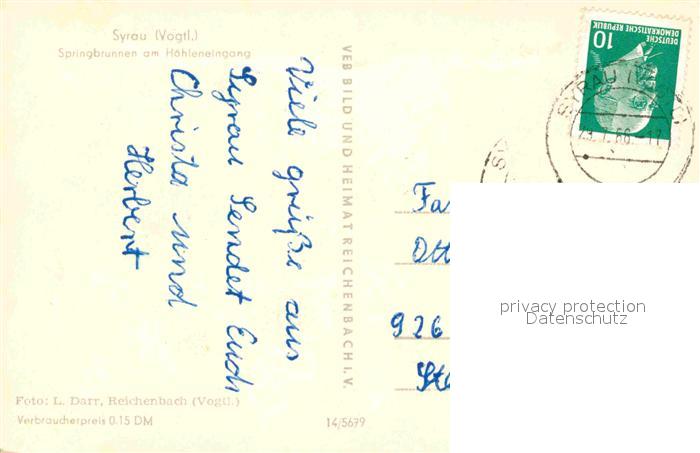 Syrau (Vogtl.)
Springbrunnen am Höhleneingang
Viele grüße aus
Syrau Sendet Euch
Christa und
Herbert
VEB BILD UND HEIMAT REICHENBACH I. V.
DEUTSCHE
DEMOKRATISCHE REPUBLIK
10
SYRAU
Fa
Ott
926
privacy protection
Datenschutz
Foto: L. Darr, Reichenbach (Vogtl.)
Verbraucherpreis 0.15 DM
14/5679